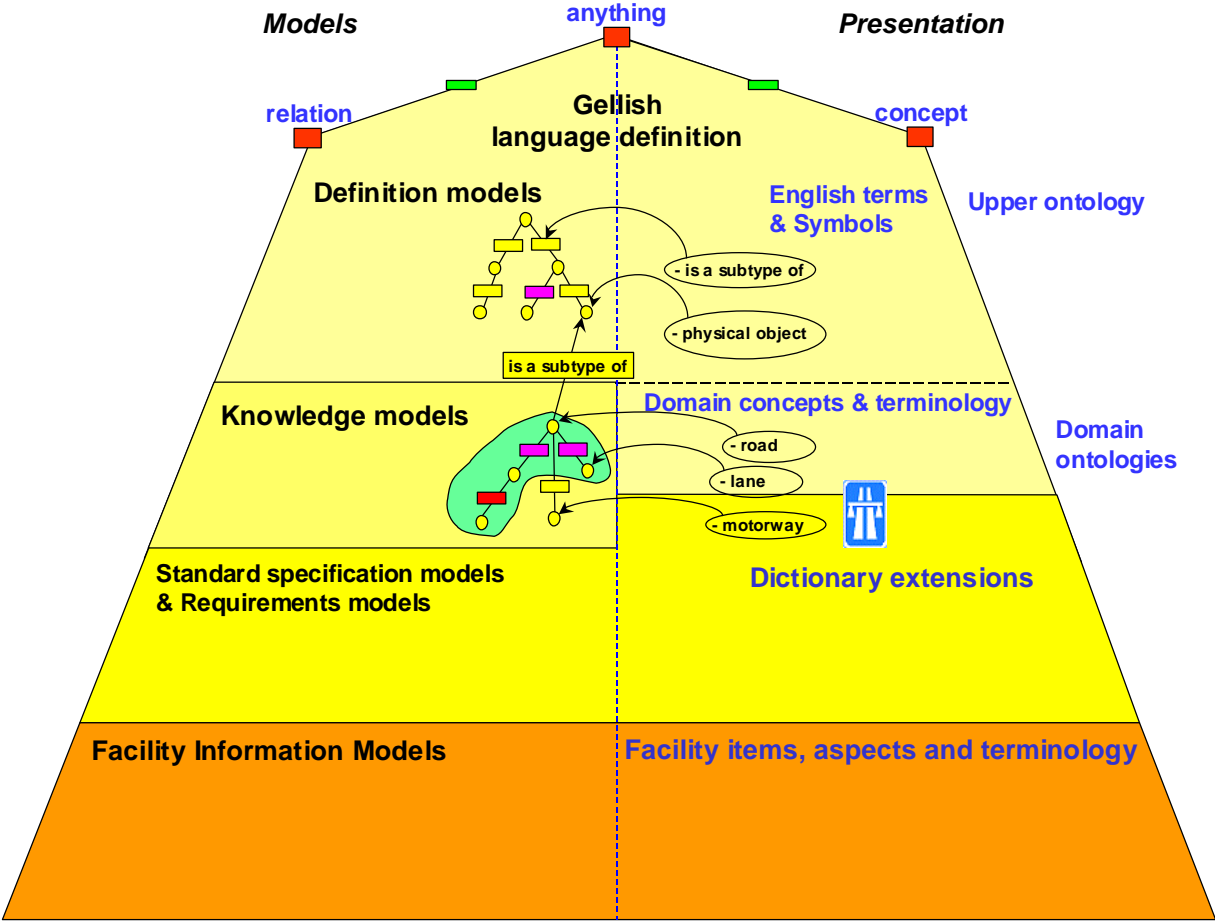 anything
Models
Presentation
relation
concept
Gellish
language definition
Definition models
English terms
& Symbols
Upper ontology
- is a subtype of
- physical object
is a subtype of
Knowledge models
Domain concepts & terminology
- road
Domain
ontologies
- lane
- motorway
Standard specification models
& Requirements models
Dictionary extensions
Facility Information Models
Facility items, aspects and terminology